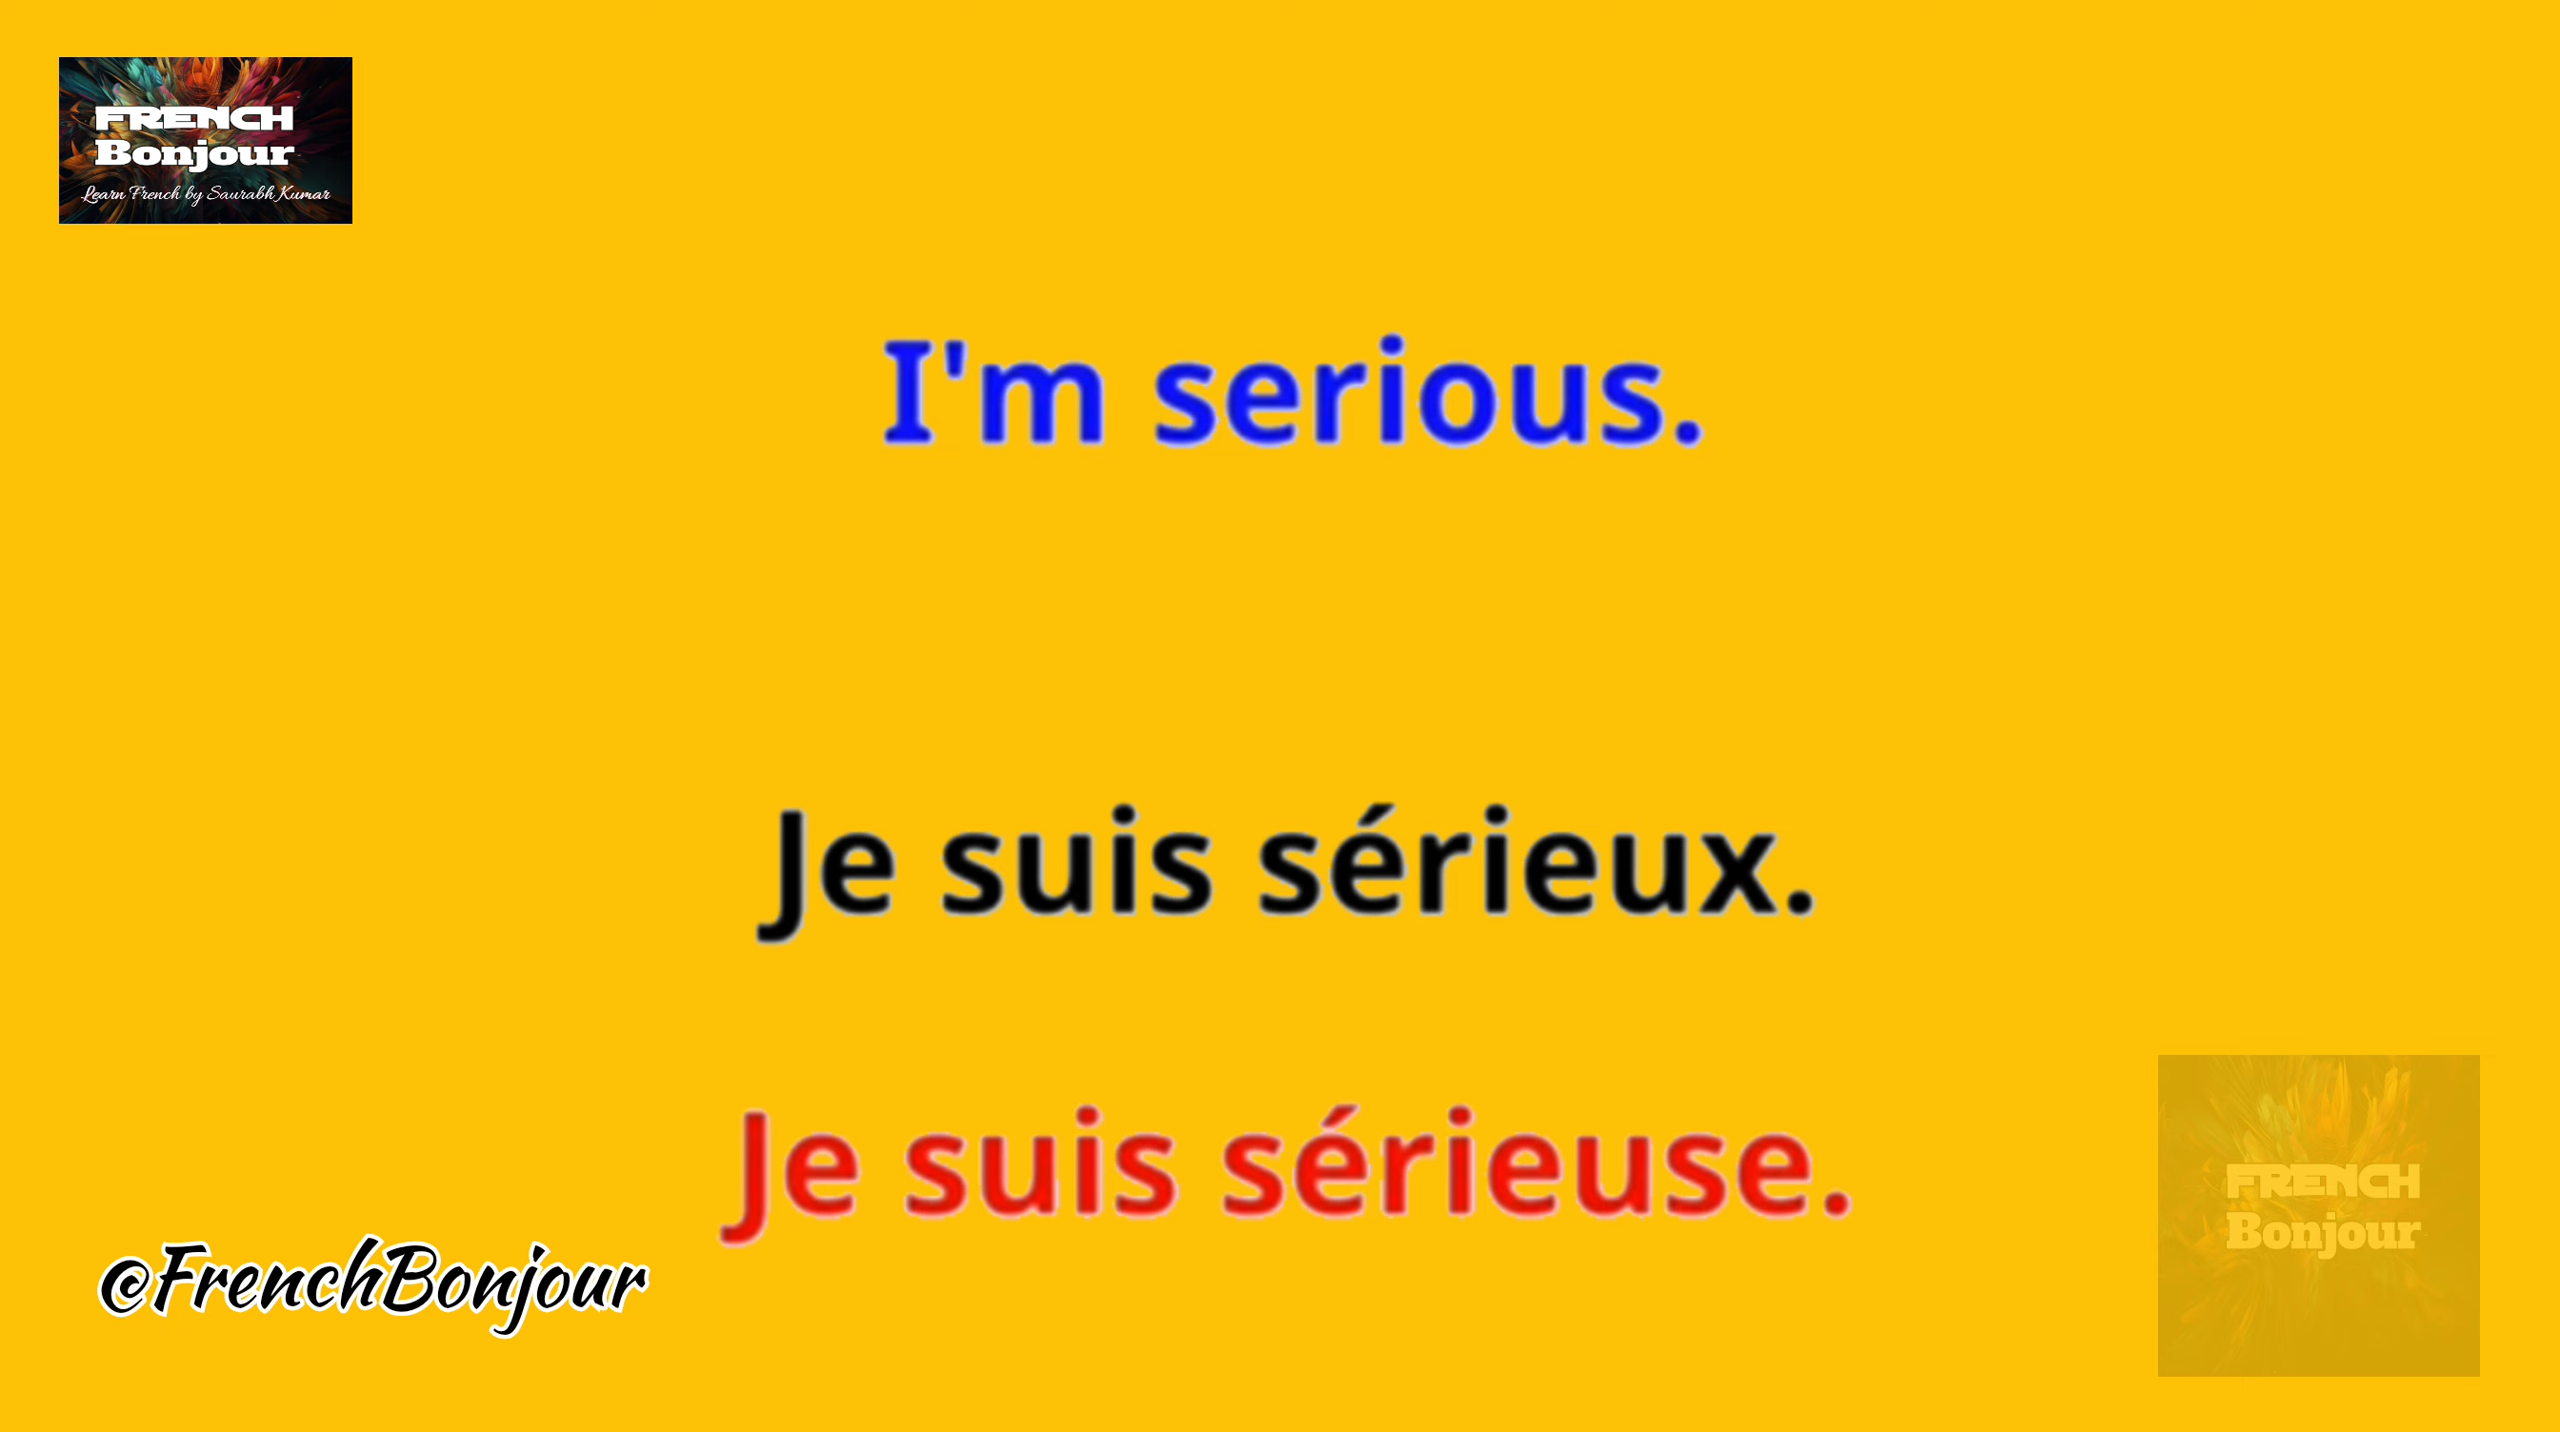 FRENCH
Bonjour
Learn French by Saurabh Kumar
I'm serious.
Je suis sérieux.
Je suis sérieuse.
@FrenchBonjour
FRENCH
Bonjour